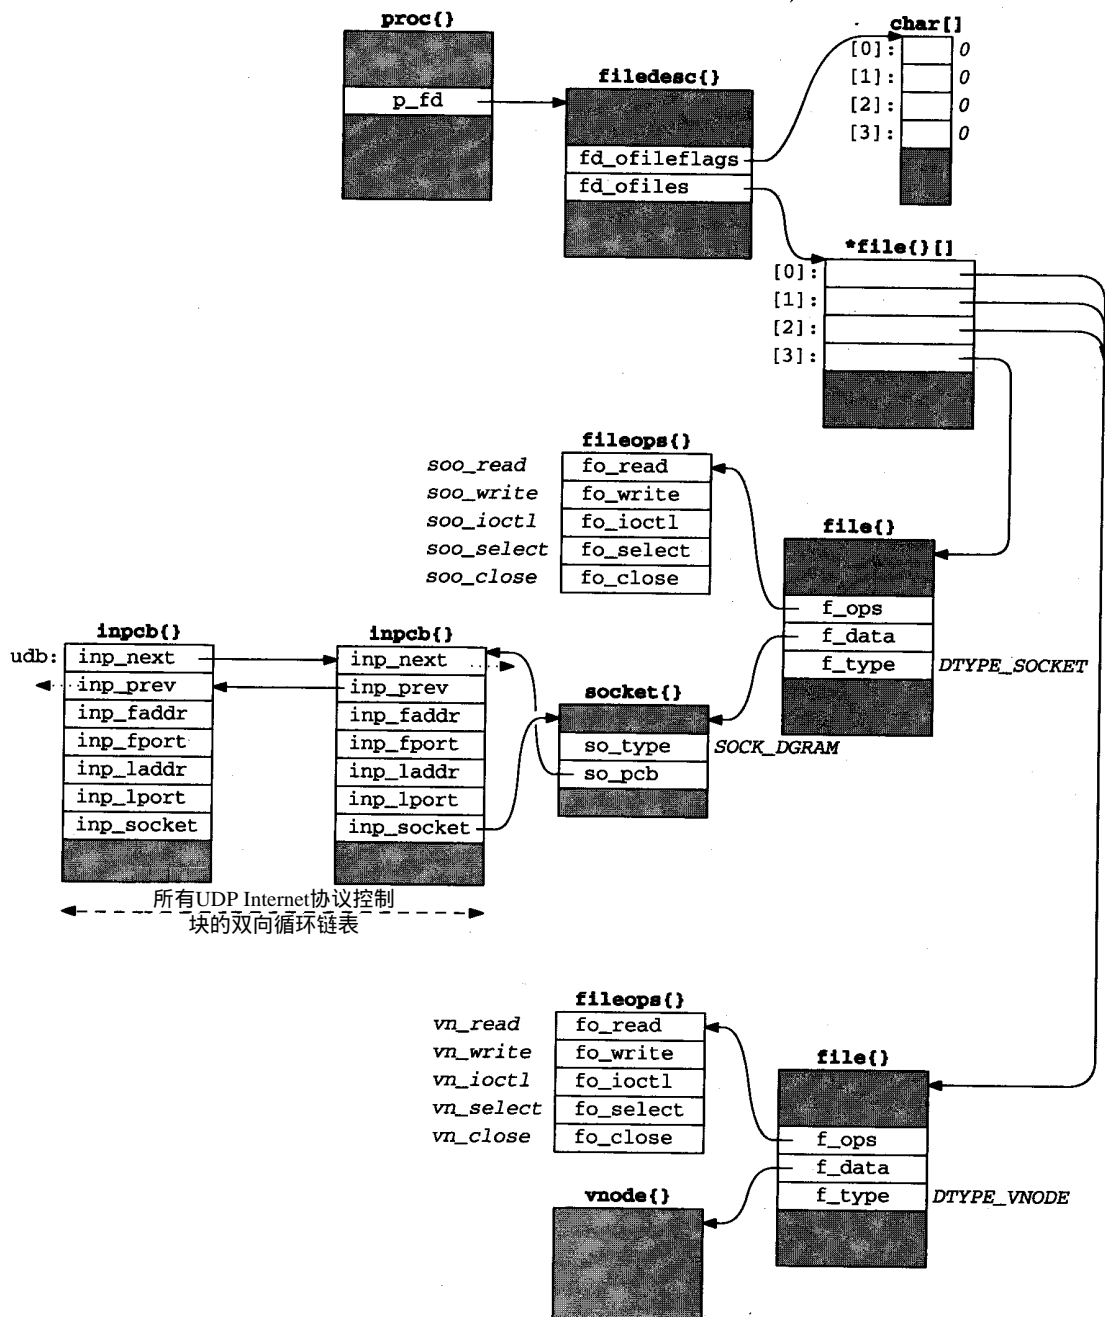 proc{}
p_fd
filedesc{}
fd_ofileflags
fd_ofiles
char[]
[0]: 0
[1]: 0
[2]: 0
[3]: 0
*file{}[]
[0]:
[1]:
[2]:
[3]:
fileops{}
soo_read fo_read
soo_write fo_write
soo_ioctl fo_ioctl
soo_select fo_select
soo_close fo_close
file{}
f_ops
f_data
f_type DTYPE_SOCKET
inpcb{}
udb: inp_next
inp_prev
inp_faddr
inp_fport
inp_laddr
inp_lport
inp_socket
inpcb{}
inp_next
inp_prev
inp_faddr
inp_fport
inp_laddr
inp_lport
inp_socket
socket{}
so_type SOCK_DGRAM
so_pcb
所有UDP Internet协议控制
块的双向循环链表
fileops{}
vn_read fo_read
vn_write fo_write
vn_ioctl fo_ioctl
vn_select fo_select
vn_close fo_close
file{}
f_ops
f_data
f_type DTYPE_VNODE
vnode{}